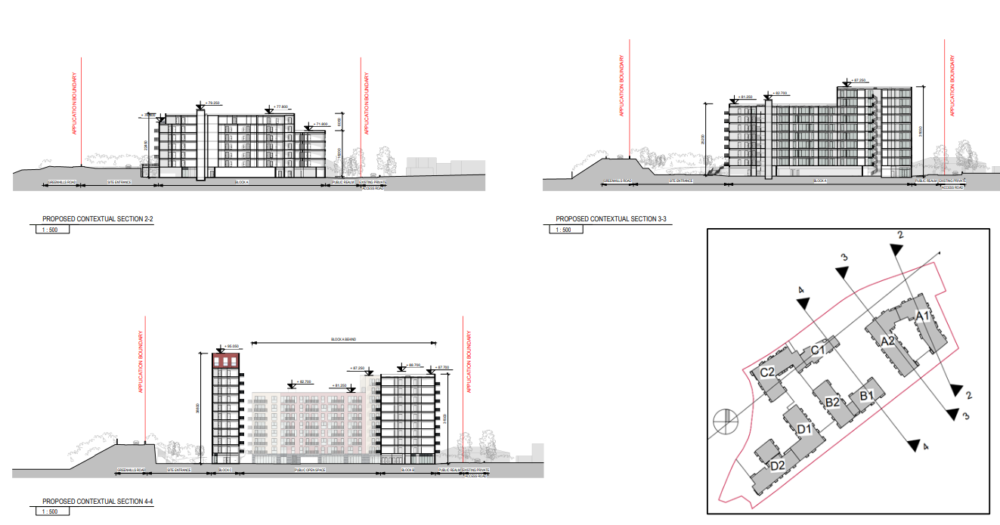 APPLICATION BOUNDARY
+ 79.250
+ 77.800
+ 71.800
APPLICATION BOUNDARY
GREENHILLS ROAD
SITE ENTRANCE
BLOCK A
PUBLIC REALM
EXISTING PRIVATE
ACCESS ROAD
PROPOSED CONTEXTUAL SECTION 2-2
1 : 500
APPLICATION BOUNDARY
+ 81.250
+ 82.700
+ 87.250
APPLICATION BOUNDARY
GREENHILLS ROAD
SITE ENTRANCE
BLOCK A
PUBLIC REALM
EXISTING PRIVATE
ACCESS ROAD
PROPOSED CONTEXTUAL SECTION 3-3
1 : 500
APPLICATION BOUNDARY
+ 95.050
BLOCK A BEHIND
+ 82.700
+ 81.250
+ 87.250
+ 88.700
+ 87.700
APPLICATION BOUNDARY
GREENHILLS ROAD
SITE ENTRANCE
BLOCK C
PUBLIC OPEN SPACE
BLOCK B
PUBLIC REALM
EXISTING PRIVATE
ACCESS ROAD
PROPOSED CONTEXTUAL SECTION 4-4
1 : 500
2
3
4
A1
A2
C1
C2
B1
B2
D1
D2
2
3
4